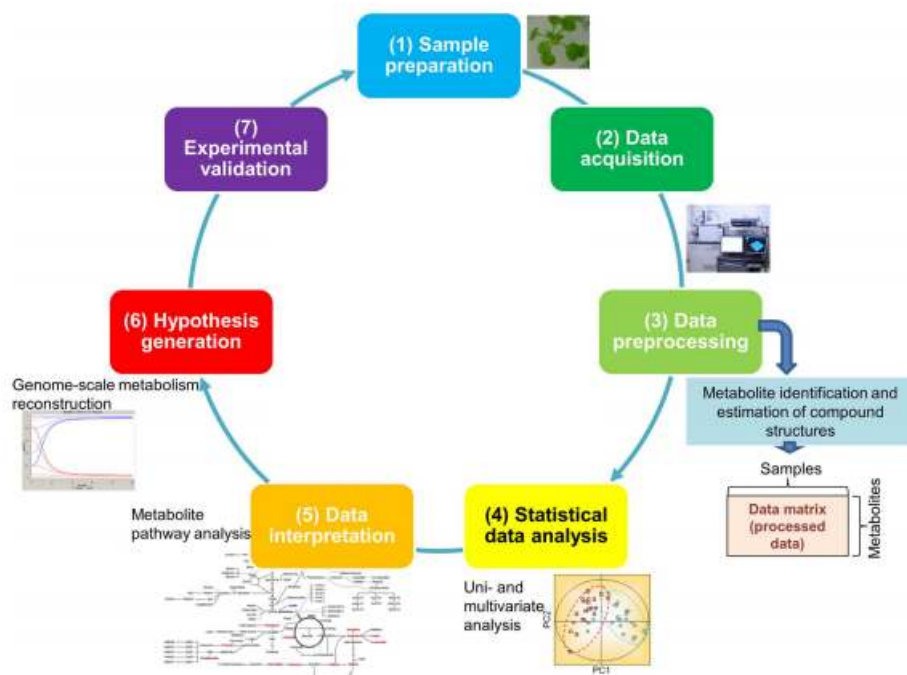 (1) Sample
preparation
(2) Data
acquisition
(3) Data
preprocessing
Metabolite identification and
estimation of compound
structures
Samples
Data matrix
(processed
data)
Metabolites
(4) Statistical
data analysis
Uni- and
multivariate
analysis
PC2
PC1
(5) Data
interpretation
Metabolite
pathway analysis
(6) Hypothesis
generation
Genome-scale metabolism
reconstruction
(7)
Experimental
validation